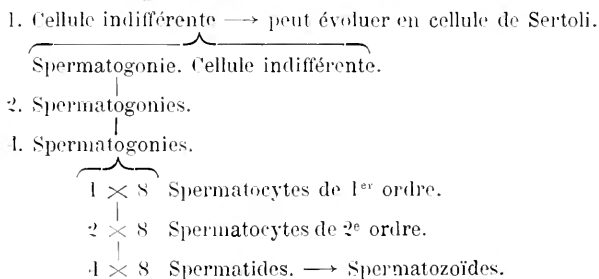 1. Cellule indifférente → peut évoluer en cellule de Sertoli.
Spermatogonie. Cellule indifférente.
2. Spermatogonies.
4. Spermatogonies.
1 × 8 Spermatocytes de 1er ordre.
2 × 8 Spermatocytes de 2e ordre.
4 × 8 Spermatides. → Spermatozoïdes.